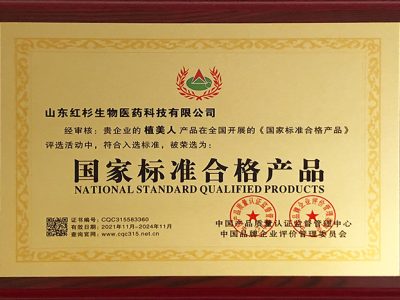 山东红杉生物医药科技有限公司
经审核：贵企业的 植美人 产品在全国开展的《国家标准合格产品》
评选活动中，符合入选标准，被荣选为：
国家标准合格产品
NATIONAL STANDARD QUALIFIED PRODUCTS
证书编号：CQC315583360
有效日期：2021年11月-2024年11月
查询官网：www.cqc315.net.cn
中国产品质量认证监督管理中心
中国品牌企业评价管理委员会